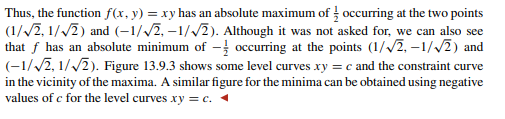 Thus, the function f(x, y) = xy has an absolute maximum of 1/2 occurring at the two points
(1/√2, 1/√2) and (−1/√2, −1/√2). Although it was not asked for, we can also see
that f has an absolute minimum of −1/2 occurring at the points (1/√2, −1/√2) and
(−1/√2, 1/√2). Figure 13.9.3 shows some level curves xy = c and the constraint curve
in the vicinity of the maxima. A similar figure for the minima can be obtained using negative
values of c for the level curves xy = c. ◄